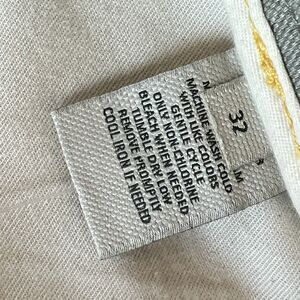 32
M
MACHINE WASH COLD
WITH LIKE COLORS
GENTLE CYCLE
ONLY NON-CHLORINE
BLEACH WHEN NEEDED
TUMBLE DRY LOW
REMOVE PROMPTLY
COOL IRON IF NEEDED